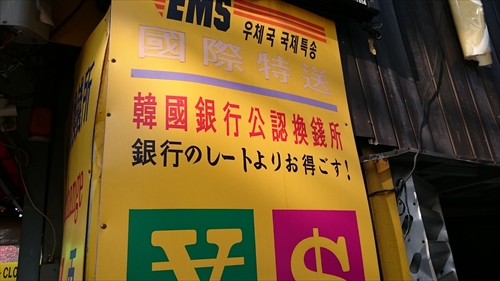 EMS 우체국 국제특송
國際特送
韓國銀行公認換錢所
銀行のレートよりお得ごす!
¥ $